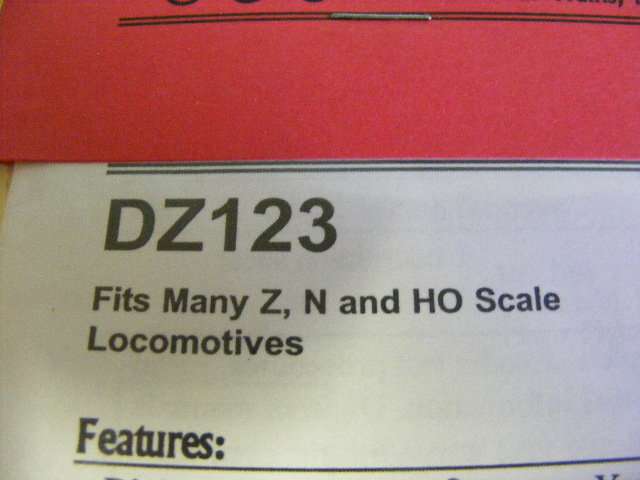 DZ123
Fits Many Z, N and HO Scale
Locomotives
Features: